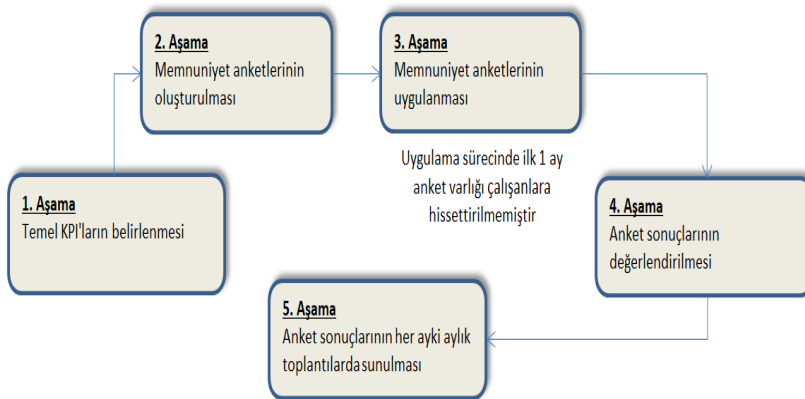 1. Aşama
Temel KPI'ların belirlenmesi
2. Aşama
Memnuniyet anketlerinin
oluşturulması
3. Aşama
Memnuniyet anketlerinin
uygulanması
Uygulama sürecinde ilk 1 ay
anket varlığı çalışanlara
hissettirilmemiştir
4. Aşama
Anket sonuçlarının
değerlendirilmesi
5. Aşama
Anket sonuçlarının her ayki aylık
toplantılarda sunulması